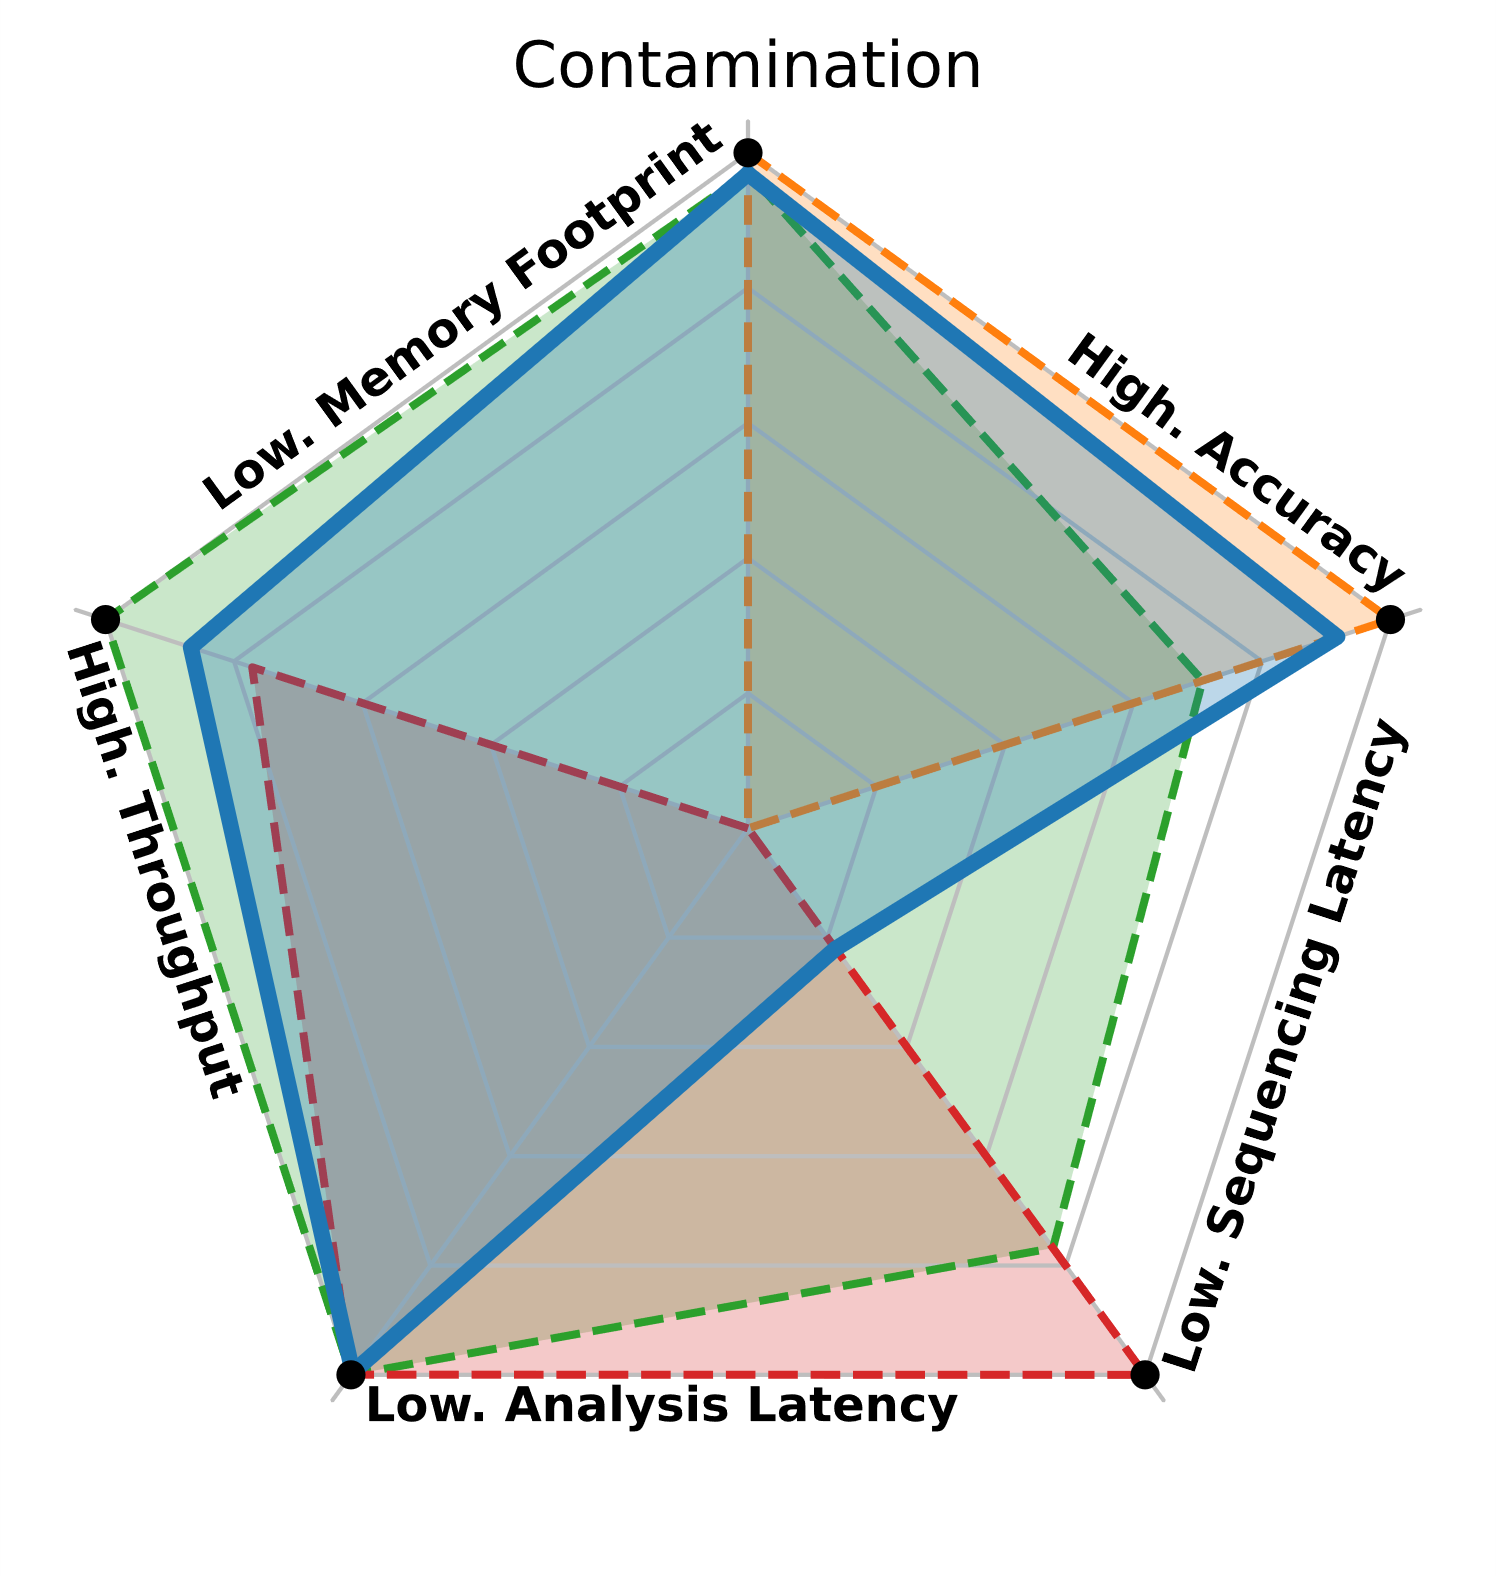 Contamination
Low. Memory Footprint
High. Accuracy
High. Throughput
Low. Sequencing Latency
Low. Analysis Latency